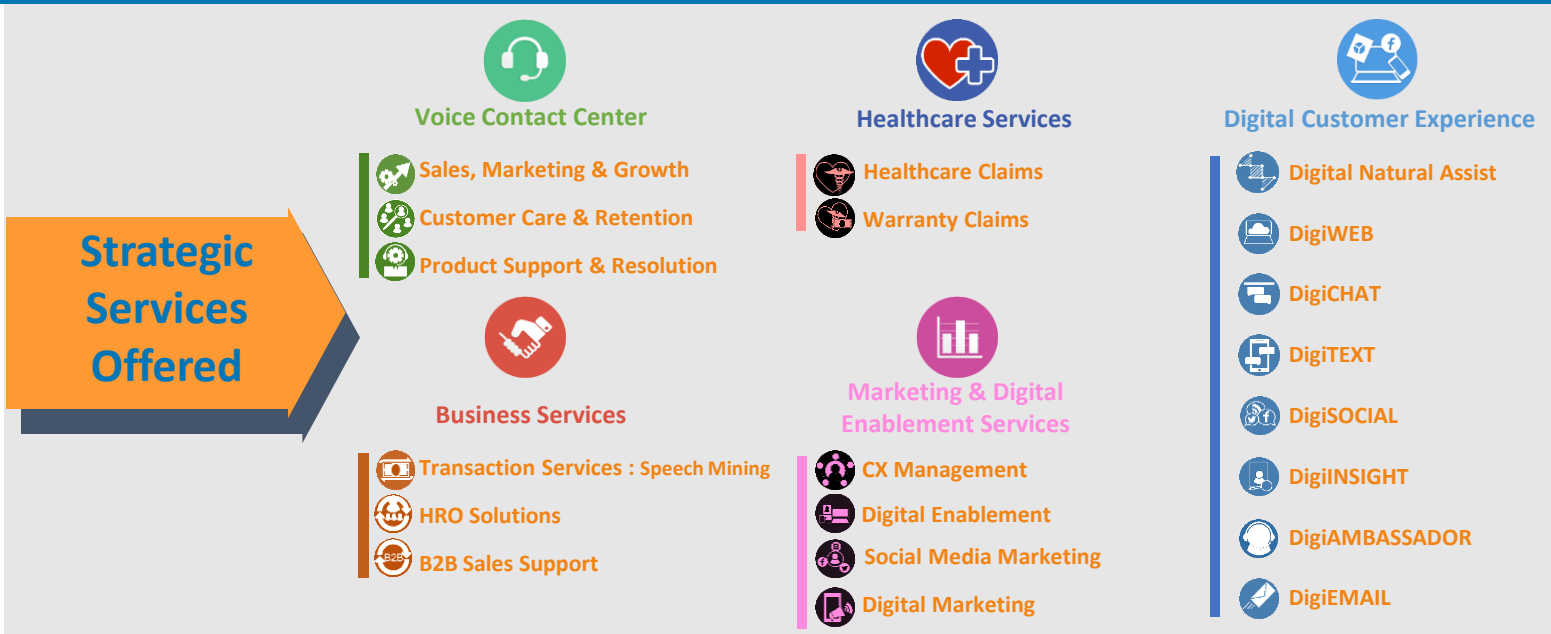 Strategic
Services
Offered
Voice Contact Center
Sales, Marketing & Growth
Customer Care & Retention
Product Support & Resolution
Business Services
Transaction Services : Speech Mining
HRO Solutions
B2B
B2B Sales Support
Healthcare Services
Healthcare Claims
Warranty Claims
Marketing & Digital
Enablement Services
CX Management
Digital Enablement
Social Media Marketing
Digital Marketing
Digital Customer Experience
Digital Natural Assist
DigiWEB
DigiCHAT
DigiTEXT
DigiSOCIAL
DigiINSIGHT
DigiAMBASSADOR
DigiEMAIL